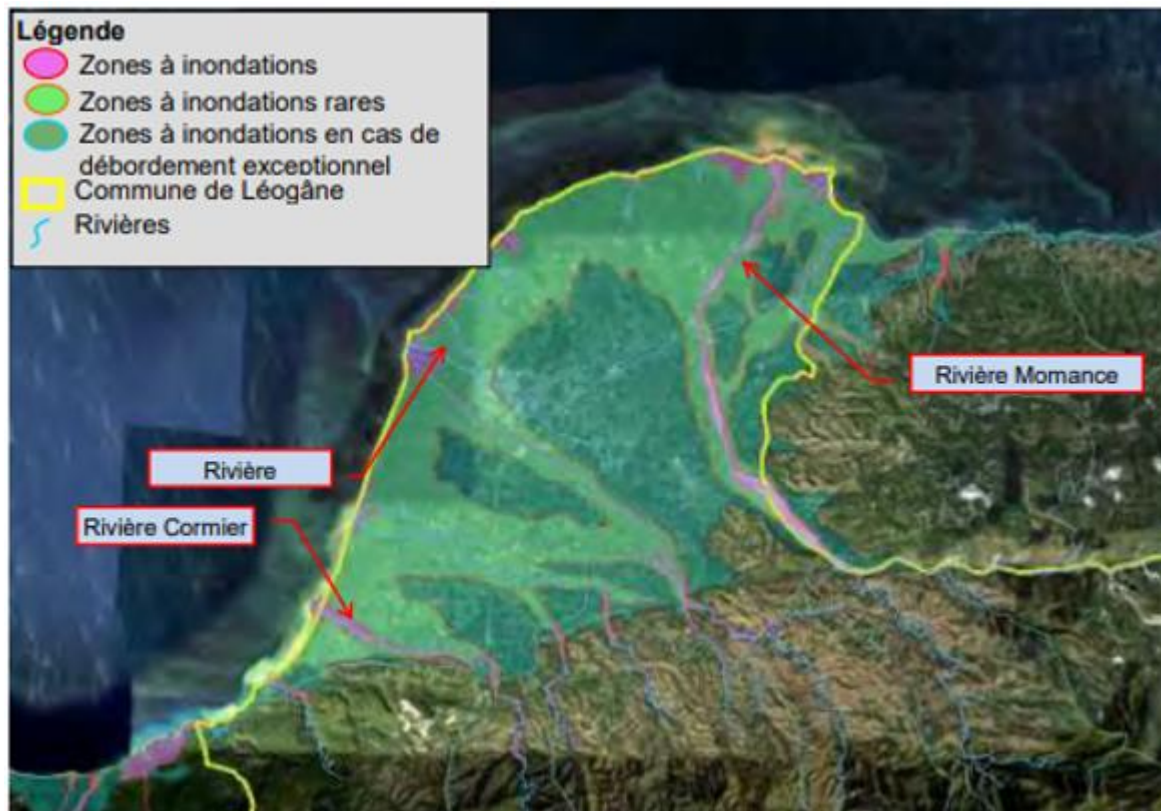 Légende
Zones à inondations
Zones à inondations rares
Zones à inondations en cas de
débordement exceptionnel
Commune de Léogâne
Rivières
Rivière Momance
Rivière
Rivière Cormier